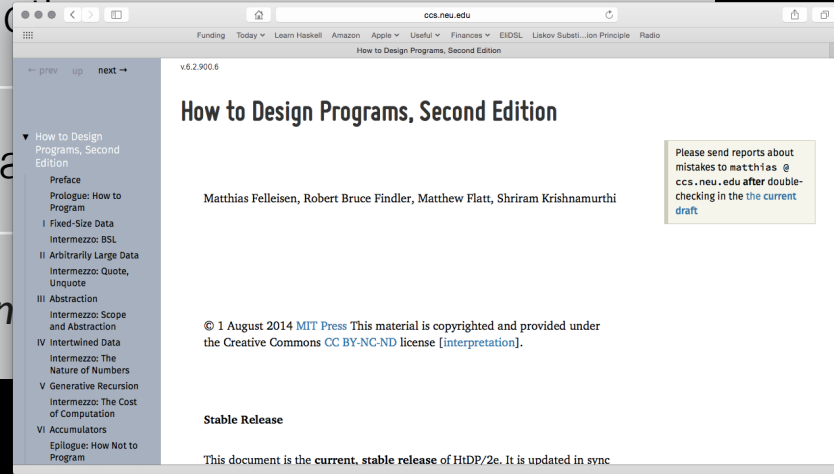 ccs.neu.edu
Funding Today Learn Haskell Amazon Apple Useful Finances EliDSL Liskov Substi...ion Principle Radio
How to Design Programs, Second Edition
← prev up next →
v.6.2.900.6
How to Design Programs, Second Edition
How to Design
Programs, Second
Edition
Preface
Prologue: How to
Program
I Fixed-Size Data
Intermezzo: BSL
II Arbitrarily Large Data
Intermezzo: Quote,
Unquote
III Abstraction
Intermezzo: Scope
and Abstraction
IV Intertwined Data
Intermezzo: The
Nature of Numbers
V Generative Recursion
Intermezzo: The Cost
of Computation
VI Accumulators
Epilogue: How Not to
Program
Matthias Felleisen, Robert Bruce Findler, Matthew Flatt, Shriram Krishnamurthi
Please send reports about
mistakes to matthias @
ccs.neu.edu after double-
checking in the the current
draft
© 1 August 2014 MIT Press This material is copyrighted and provided under
the Creative Commons CC BY-NC-ND license [interpretation].
Stable Release
This document is the current, stable release of HtDP/2e. It is updated in sync